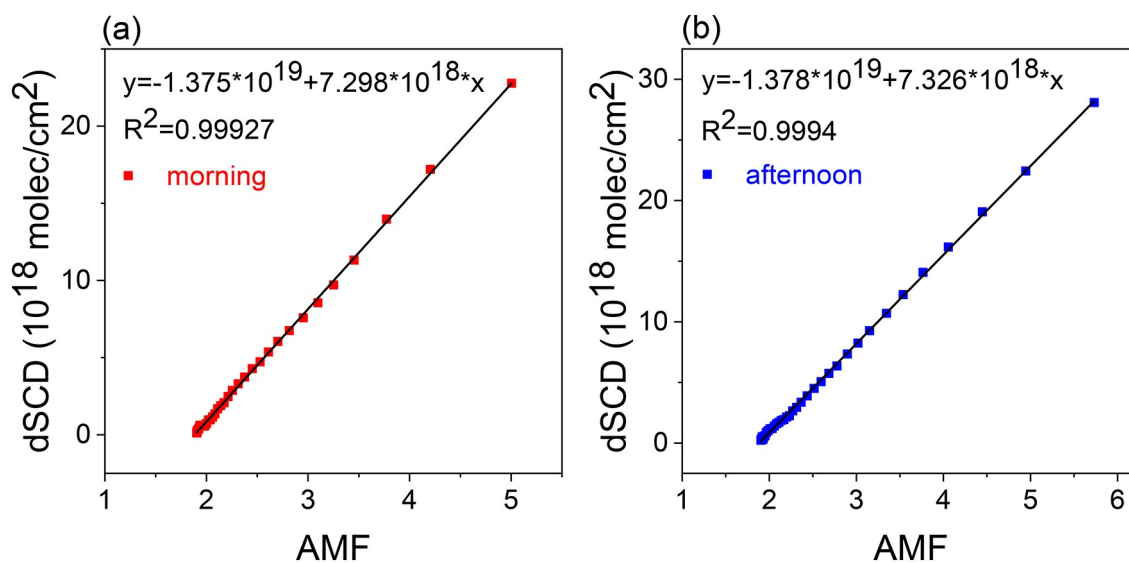 (a)
y=-1.375*10^19+7.298*10^18*x
R^2=0.99927
morning
20
10
0
1 2 3 4 5
AMF
dSCD (10^18 molec/cm^2)
(b)
y=-1.378*10^19+7.326*10^18*x
R^2=0.9994
afternoon
30
20
10
0
1 2 3 4 5 6
AMF
dSCD (10^18 molec/cm^2)